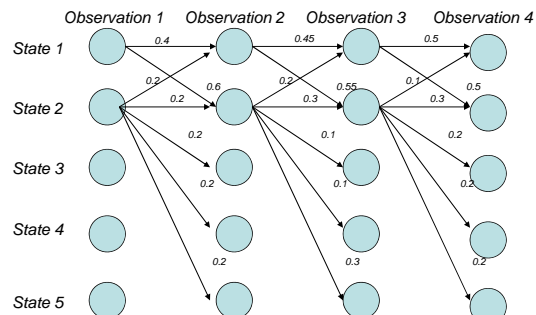 Observation 1 Observation 2 Observation 3 Observation 4
State 1
0.4 0.45 0.5
0.2 0.6 0.2 0.55 0.1 0.5
State 2
0.2 0.3 0.3
0.2 0.1 0.2
State 3
0.2 0.1 0.2
State 4
0.2 0.3 0.2
State 5